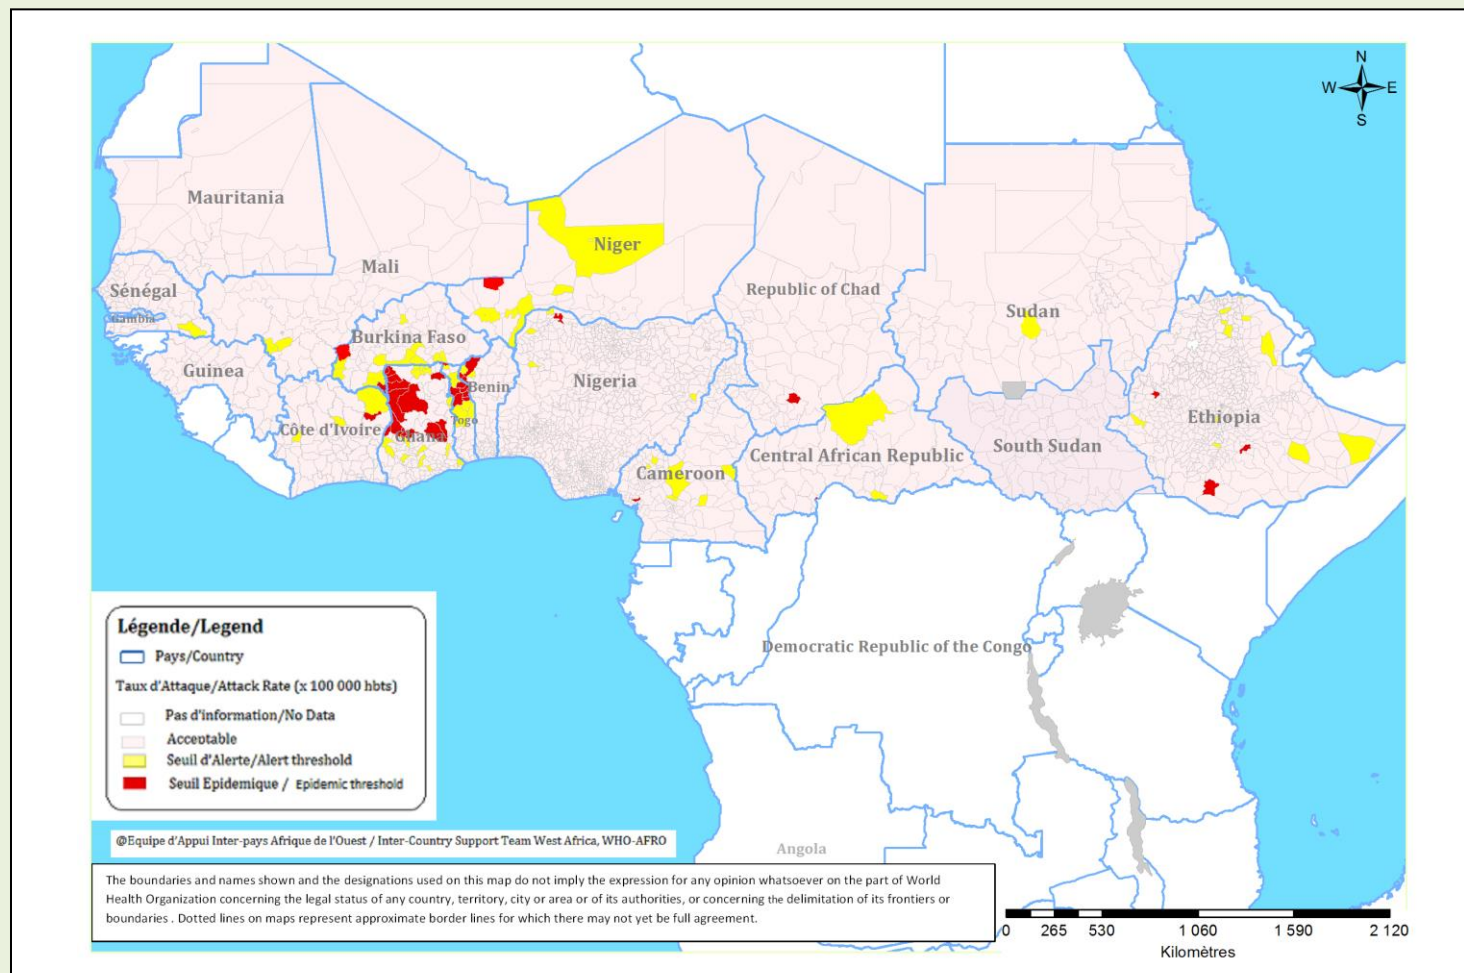 N
W E
S
Mauritania
Niger
Mali
Sénégal
Gambia
Republic of Chad
Sudan
Burkina Faso
Guinea
Nigeria
Benin
Togo
Côte d'Ivoire
Ghana
Ethiopia
South Sudan
Central African Republic
Cameroon
Democratic Republic of the Congo
Angola
Légende/Legend
Pays/Country
Taux d'Attaque/Attack Rate (x 100 000 hbts)
Pas d'information/No Data
Acceptable
Seuil d'Alerte/Alert threshold
Seuil Epidemique / Epidemic threshold
@Equipe d'Appui Inter-pays Afrique de l'Ouest / Inter-Country Support Team West Africa, WHO-AFRO
The boundaries and names shown and the designations used on this map do not imply the expression for any opinion whatsoever on the part of World
Health Organization concerning the legal status of any country, territory, city or area or of its authorities, or concerning the delimitation of its frontiers or
boundaries . Dotted lines on maps represent approximate border lines for which there may not yet be full agreement.
0 265 530 1 060 1 590 2 120
Kilomètres